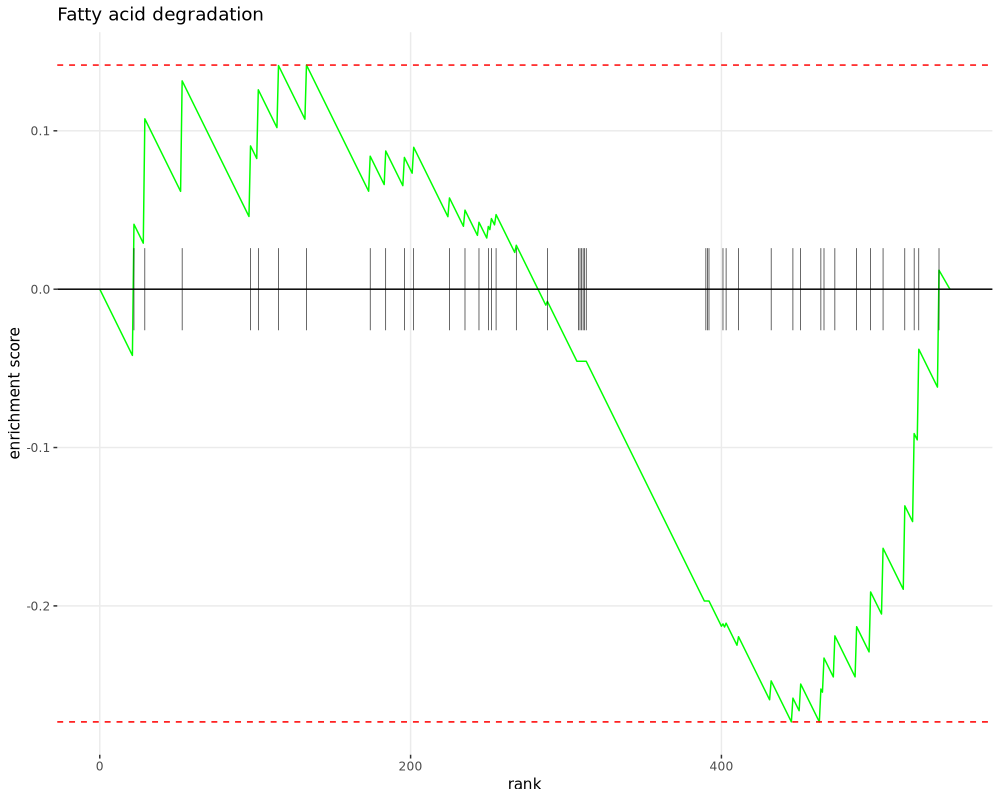 Fatty acid degradation
0.1
0.0
-0.1
-0.2
enrichment score
0
200
400
rank